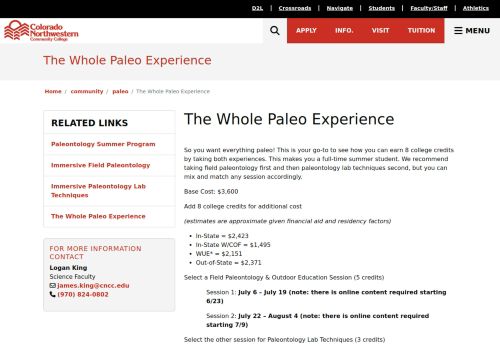 D2L | Crossroads | Navigate | Students | Faculty/Staff | Athletics
Colorado
Northwestern
Community College
APPLY INFO. VISIT TUITION MENU
The Whole Paleo Experience
Home / community / paleo / The Whole Paleo Experience
RELATED LINKS
Paleontology Summer Program
Immersive Field Paleontology
Immersive Paleontology Lab
Techniques
The Whole Paleo Experience
FOR MORE INFORMATION
CONTACT
Logan King
Science Faculty
james.king@cncc.edu
(970) 824-0802
The Whole Paleo Experience
So you want everything paleo! This is your go-to to see how you can earn 8 college credits
by taking both experiences. This makes you a full-time summer student. We recommend
taking field paleontology first and then paleontology lab techniques second, but you can
mix and match any session accordingly.
Base Cost: $3,600
Add 8 college credits for additional cost
(estimates are approximate given financial aid and residency factors)
• In-State = $2,423
• In-State W/COF = $1,495
• WUE* = $2,151
• Out-of-State = $2,371
Select a Field Paleontology & Outdoor Education Session (5 credits)
Session 1: July 6 – July 19 (note: there is online content required starting
6/23)
Session 2: July 22 – August 4 (note: there is online content required
starting 7/9)
Select the other session for Paleontology Lab Techniques (3 credits)